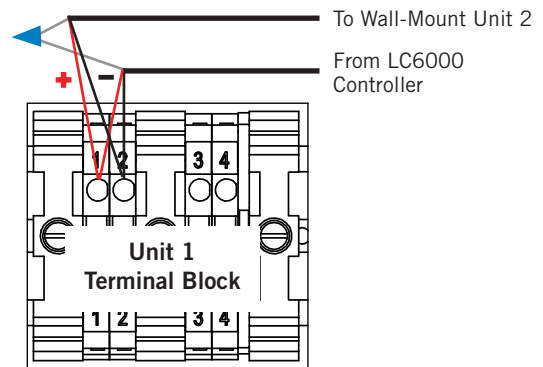 To Wall-Mount Unit 2
From LC6000
Controller
+ −
1 2 3 4
Unit 1
Terminal Block
1 2 3 4